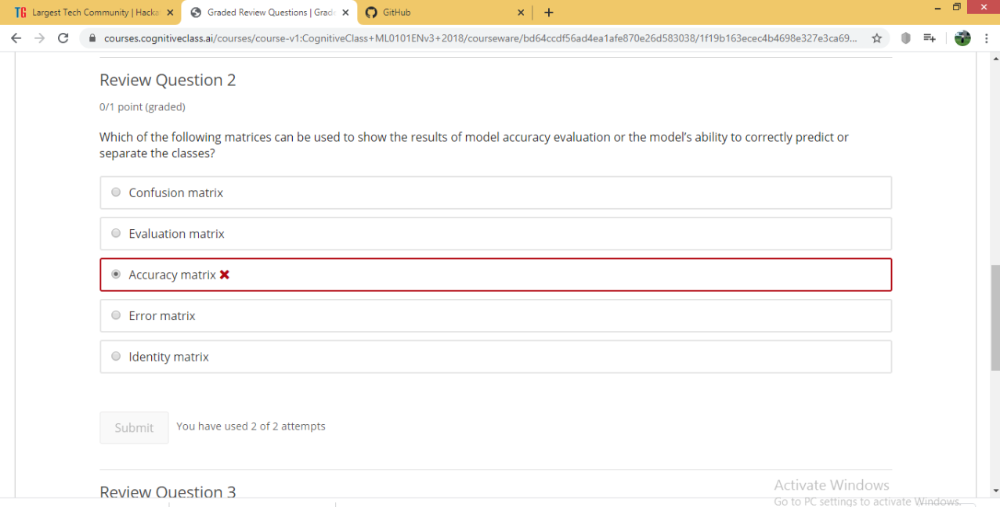 Largest Tech Community | Hacka
Graded Review Questions | Grade
GitHub
courses.cognitiveclass.ai/courses/course-v1:CognitiveClass+ML0101ENv3+2018/courseware/bd64ccdf56ad4ea1afe870e26d583038/1f19b163ecec4b4698e327e3ca69...
Review Question 2
0/1 point (graded)
Which of the following matrices can be used to show the results of model accuracy evaluation or the model’s ability to correctly predict or
separate the classes?
Confusion matrix
Evaluation matrix
Accuracy matrix
Error matrix
Identity matrix
Submit
You have used 2 of 2 attempts
Review Question 3
Activate Windows
Go to PC settings to activate Windows.